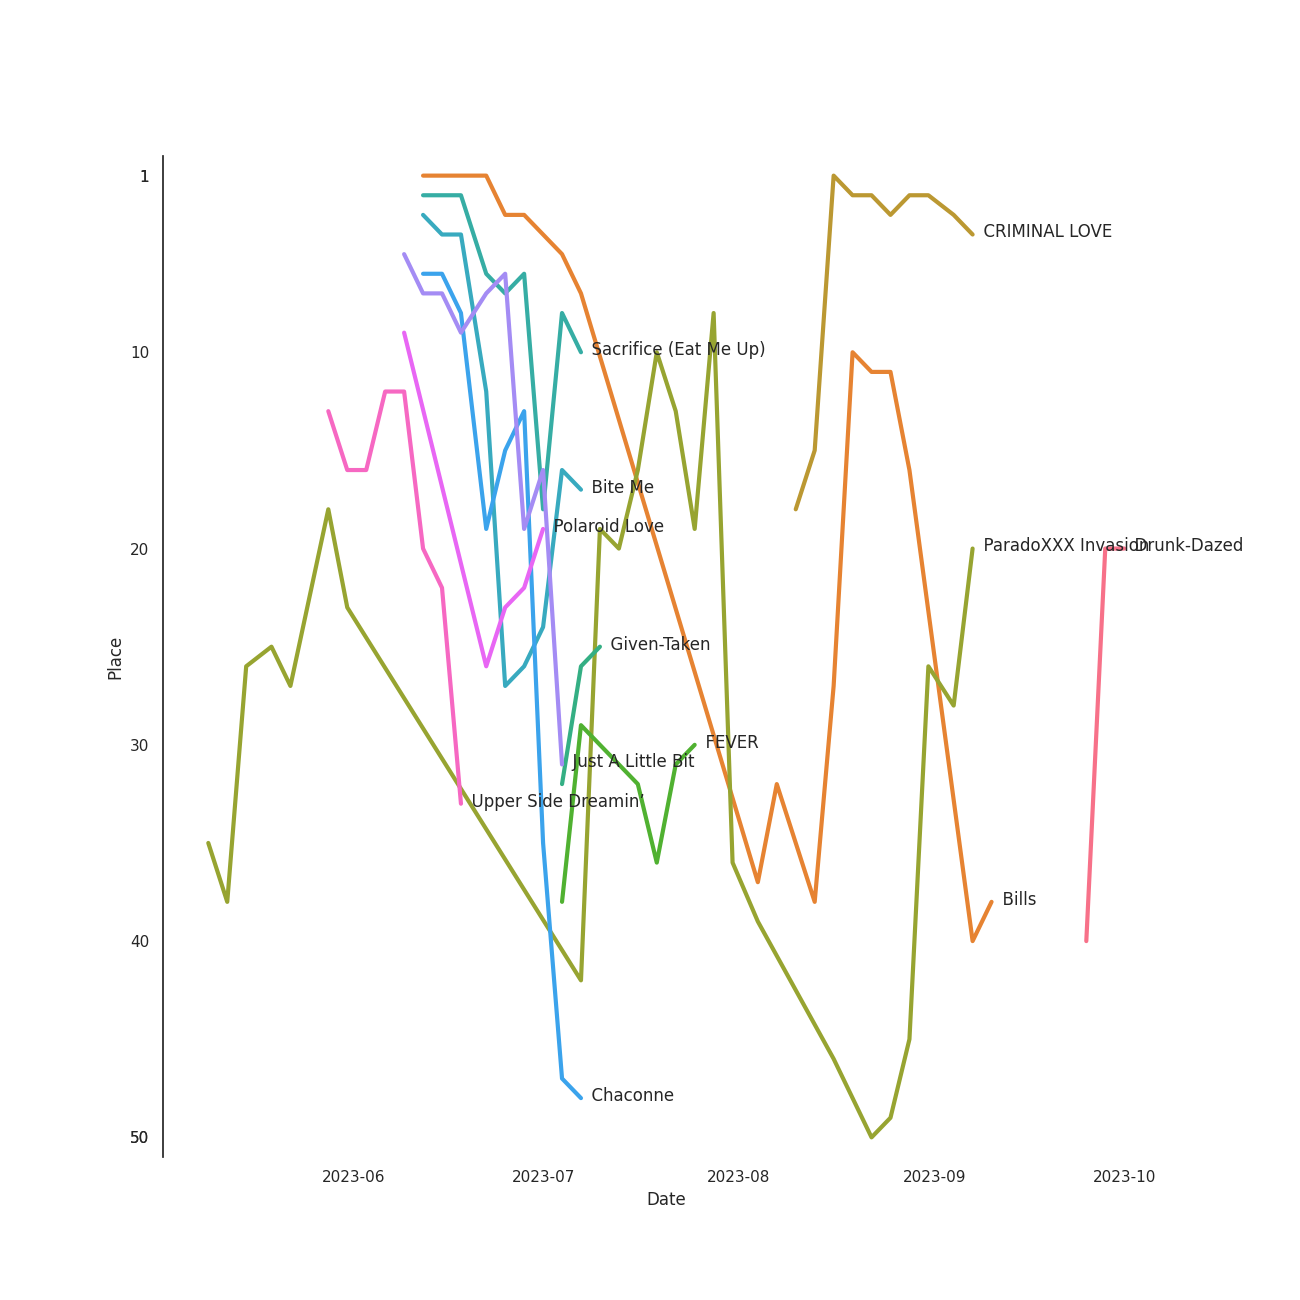 1
CRIMINAL LOVE
Sacrifice (Eat Me Up)
10
Bite Me
Polaroid Love
20
ParadoXXX Invasion
Drunk-Dazed
Given-Taken
Place
30
FEVER
Just A Little Bit
Upper Side Dreamin'
Bills
40
Chaconne
50
2023-06
2023-07
2023-08
2023-09
2023-10
Date